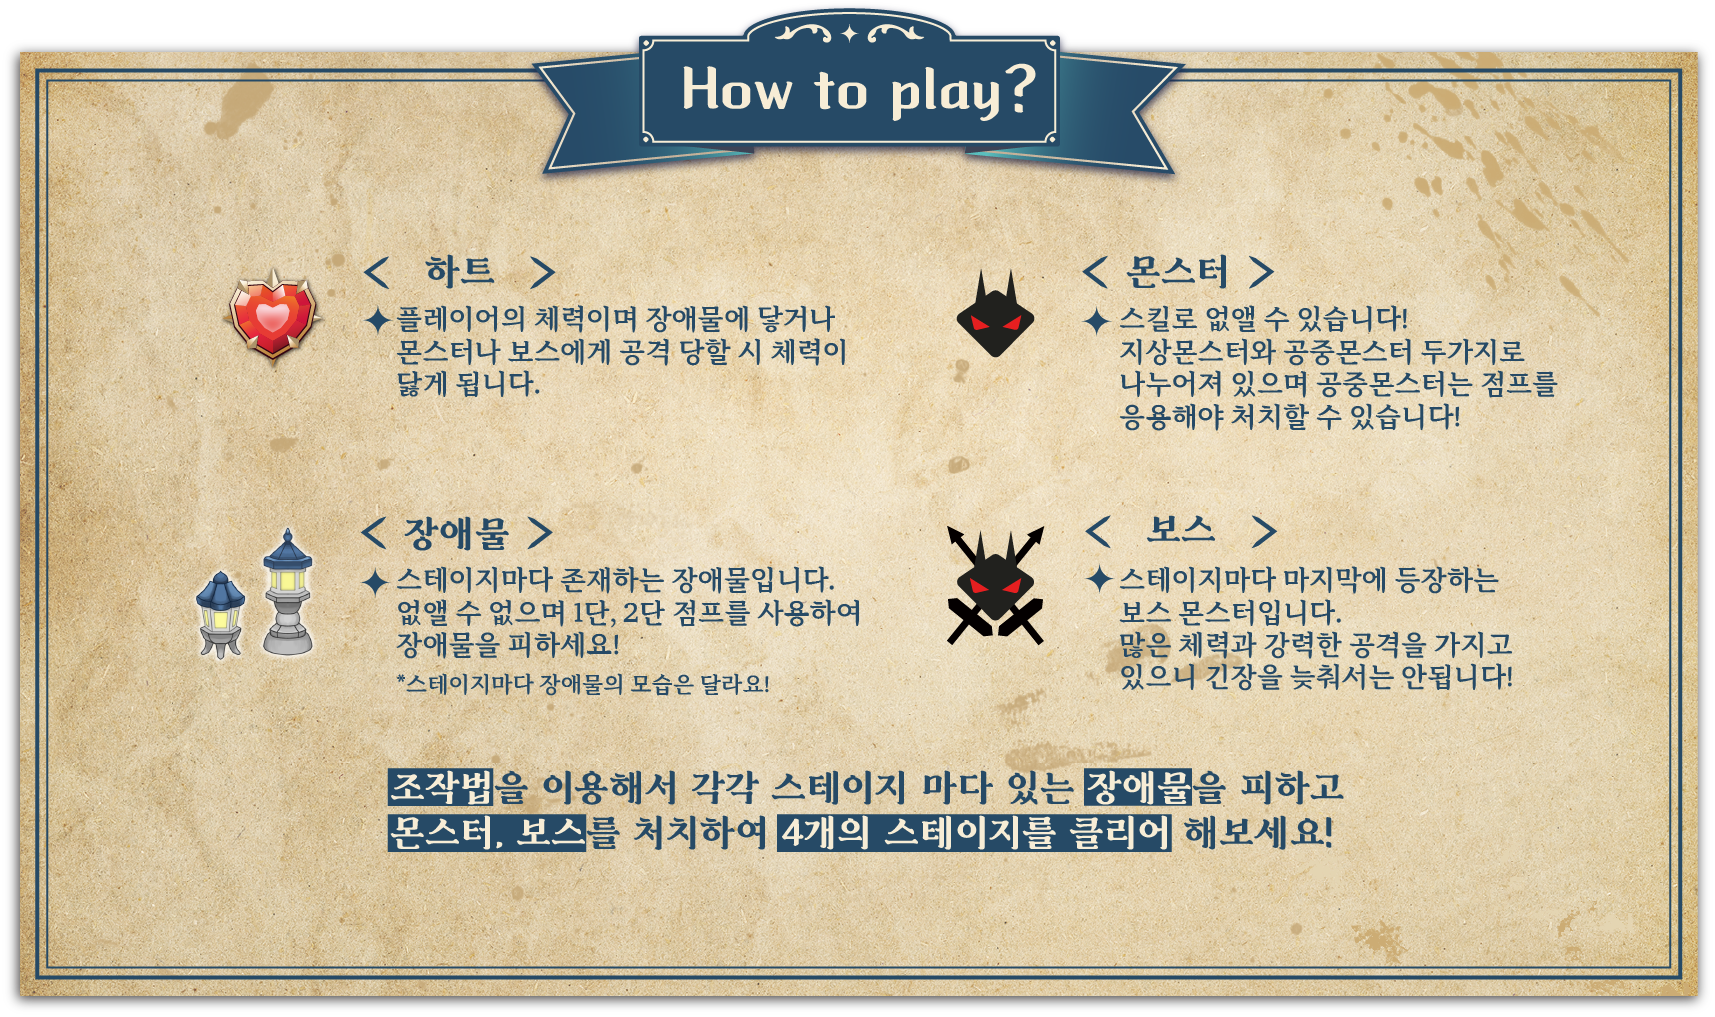 How to play?
< 하트 >
플레이어의 체력이며 장애물에 닿거나
몬스터나 보스에게 공격 당할 시 체력이
닳게 됩니다.
< 몬스터 >
스킬로 없앨 수 있습니다!
지상몬스터와 공중몬스터 두가지로
나누어져 있으며 공중몬스터는 점프를
응용해야 처치할 수 있습니다!
< 장애물 >
스테이지마다 존재하는 장애물입니다.
없앨 수 없으며 1단, 2단 점프를 사용하여
장애물을 피하세요!
*스테이지마다 장애물의 모습은 달라요!
< 보스 >
스테이지마다 마지막에 등장하는
보스 몬스터입니다.
많은 체력과 강력한 공격을 가지고
있으니 긴장을 늦춰서는 안됩니다!
조작법을 이용해서 각각 스테이지 마다 있는 장애물을 피하고
몬스터, 보스를 처치하여 4개의 스테이지를 클리어 해보세요!